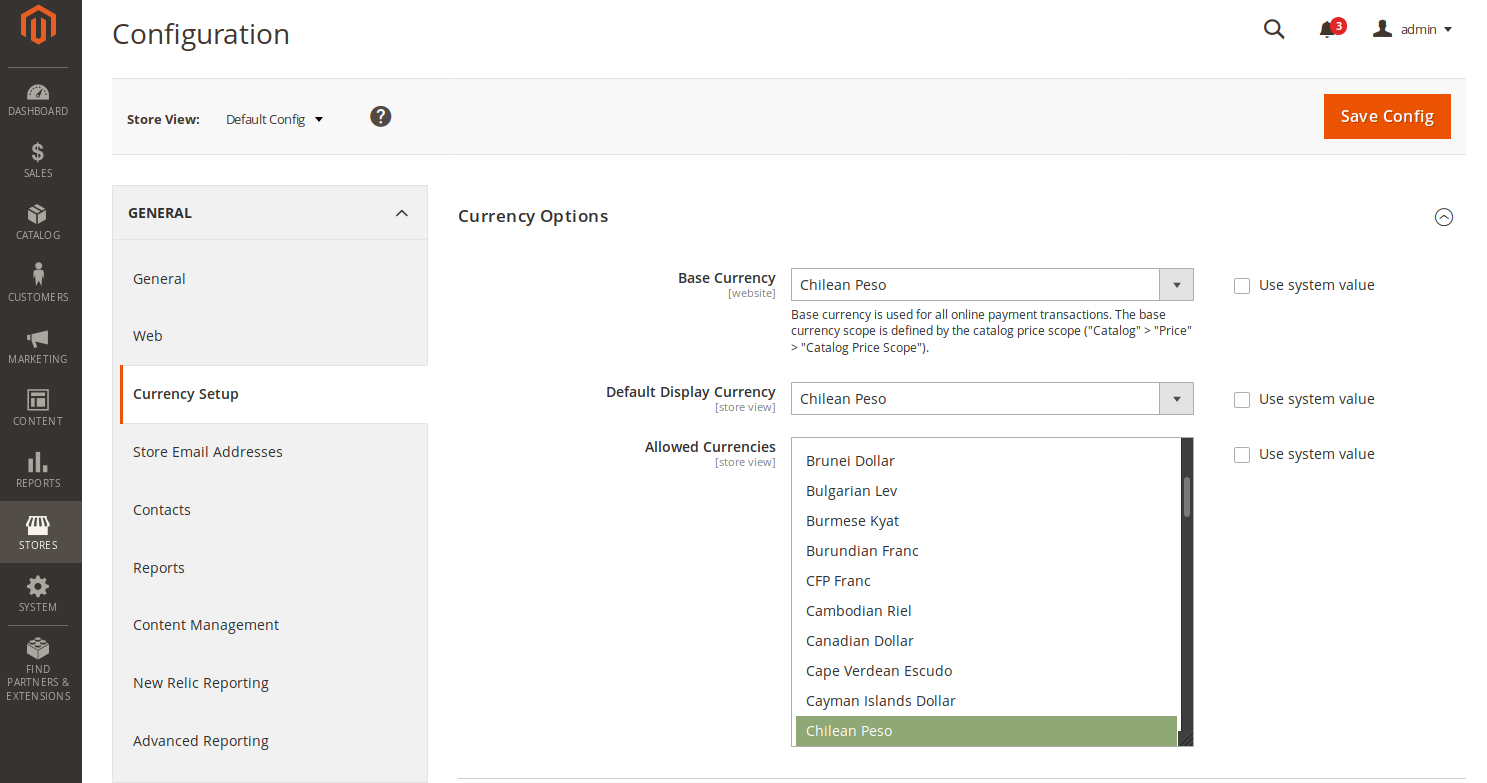 Configuration
3
admin
Store View:
Default Config
?
Save Config
DASHBOARD
$
SALES
CATALOG
CUSTOMERS
MARKETING
CONTENT
REPORTS
STORES
SYSTEM
FIND
PARTNERS &
EXTENSIONS
GENERAL
General
Web
Currency Setup
Store Email Addresses
Contacts
Reports
Content Management
New Relic Reporting
Advanced Reporting
Currency Options
Base Currency
[website]
Chilean Peso
Use system value
Base currency is used for all online payment transactions. The base
currency scope is defined by the catalog price scope ("Catalog" > "Price"
> "Catalog Price Scope").
Default Display Currency
[store view]
Chilean Peso
Use system value
Allowed Currencies
[store view]
Use system value
Brunei Dollar
Bulgarian Lev
Burmese Kyat
Burundian Franc
CFP Franc
Cambodian Riel
Canadian Dollar
Cape Verdean Escudo
Cayman Islands Dollar
Chilean Peso